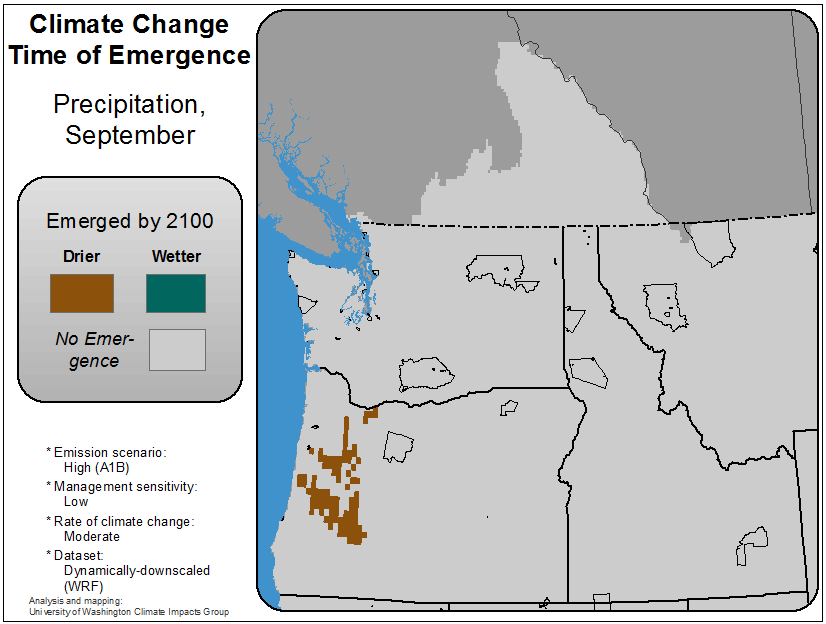 Climate Change
Time of Emergence
Precipitation,
September
Emerged by 2100
Drier Wetter
No Emer-
gence
* Emission scenario:
High (A1B)
* Management sensitivity:
Low
* Rate of climate change:
Moderate
* Dataset:
Dynamically-downscaled
(WRF)
Analysis and mapping:
University of Washington Climate Impacts Group